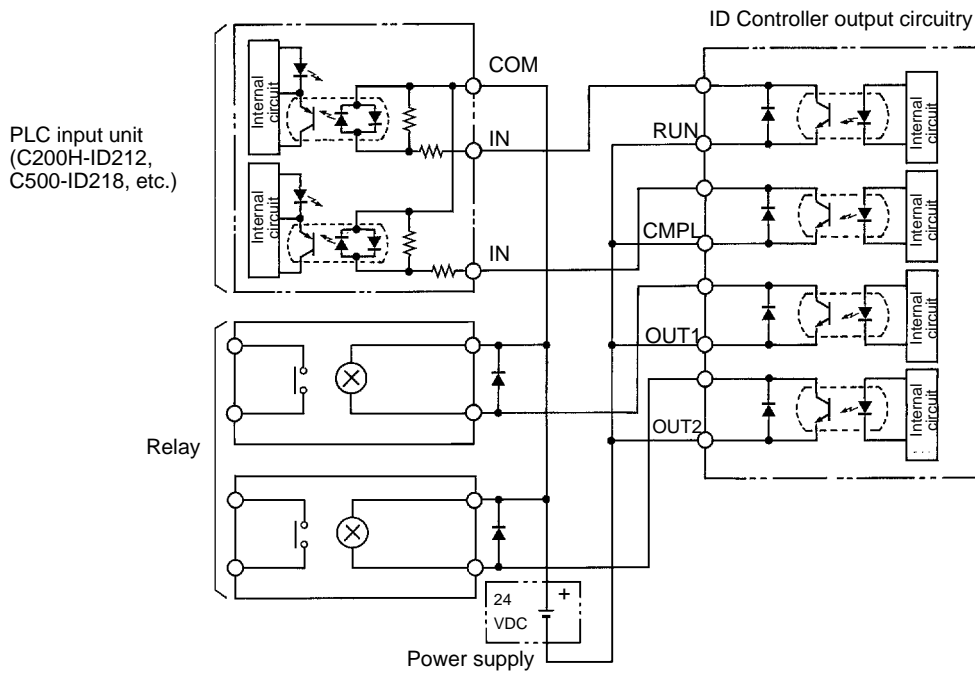 ID Controller output circuitry
PLC input unit
(C200H-ID212,
C500-ID218, etc.)
Internal
circuit
Internal
circuit
COM
IN
IN
RUN
CMPL
OUT1
OUT2
Internal
circuit
Internal
circuit
Internal
circuit
Internal
circuit
Relay
24
VDC
+
Power supply